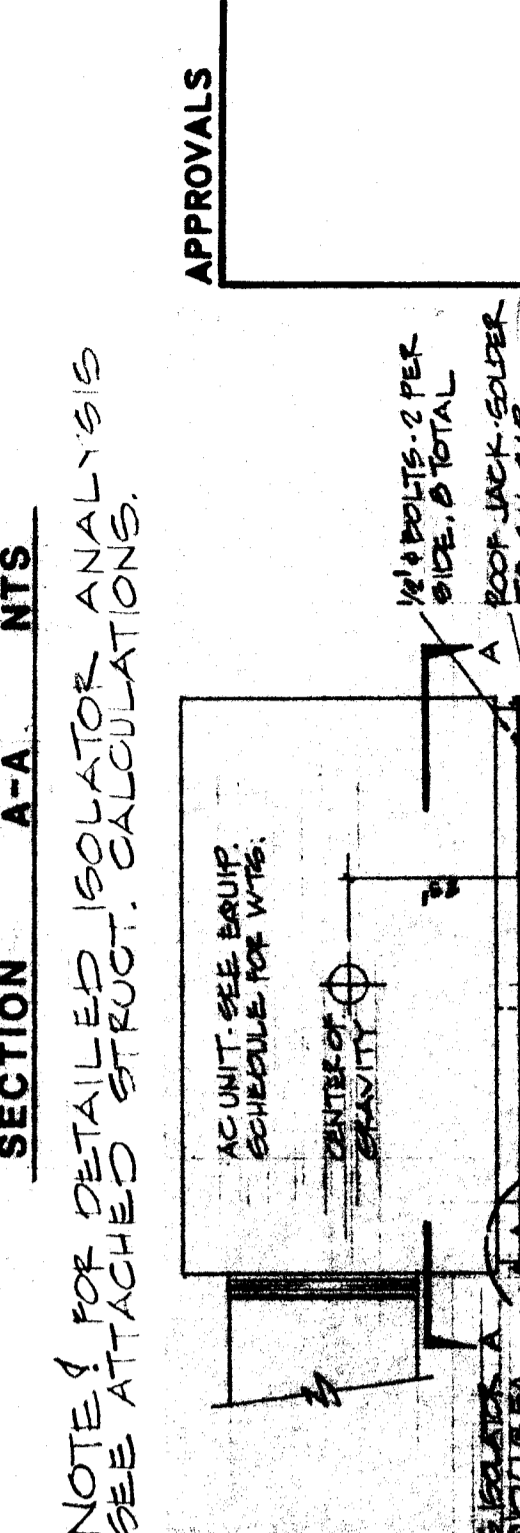 SECTION A-A NTS
NOTE: FOR DETAILED ISOLATOR ANALYSIS
SEE ATTACHED STRUCT. CALCULATIONS.
APPROVALS
AC UNIT - SEE EQUIP.
SCHEDULE FOR WTS.
CENTER OF
GRAVITY
1/2"φ BOLTS - 2 PER
SIDE, 8 TOTAL
A
ROOF JACK - SOLDER
ISOLATOR
A